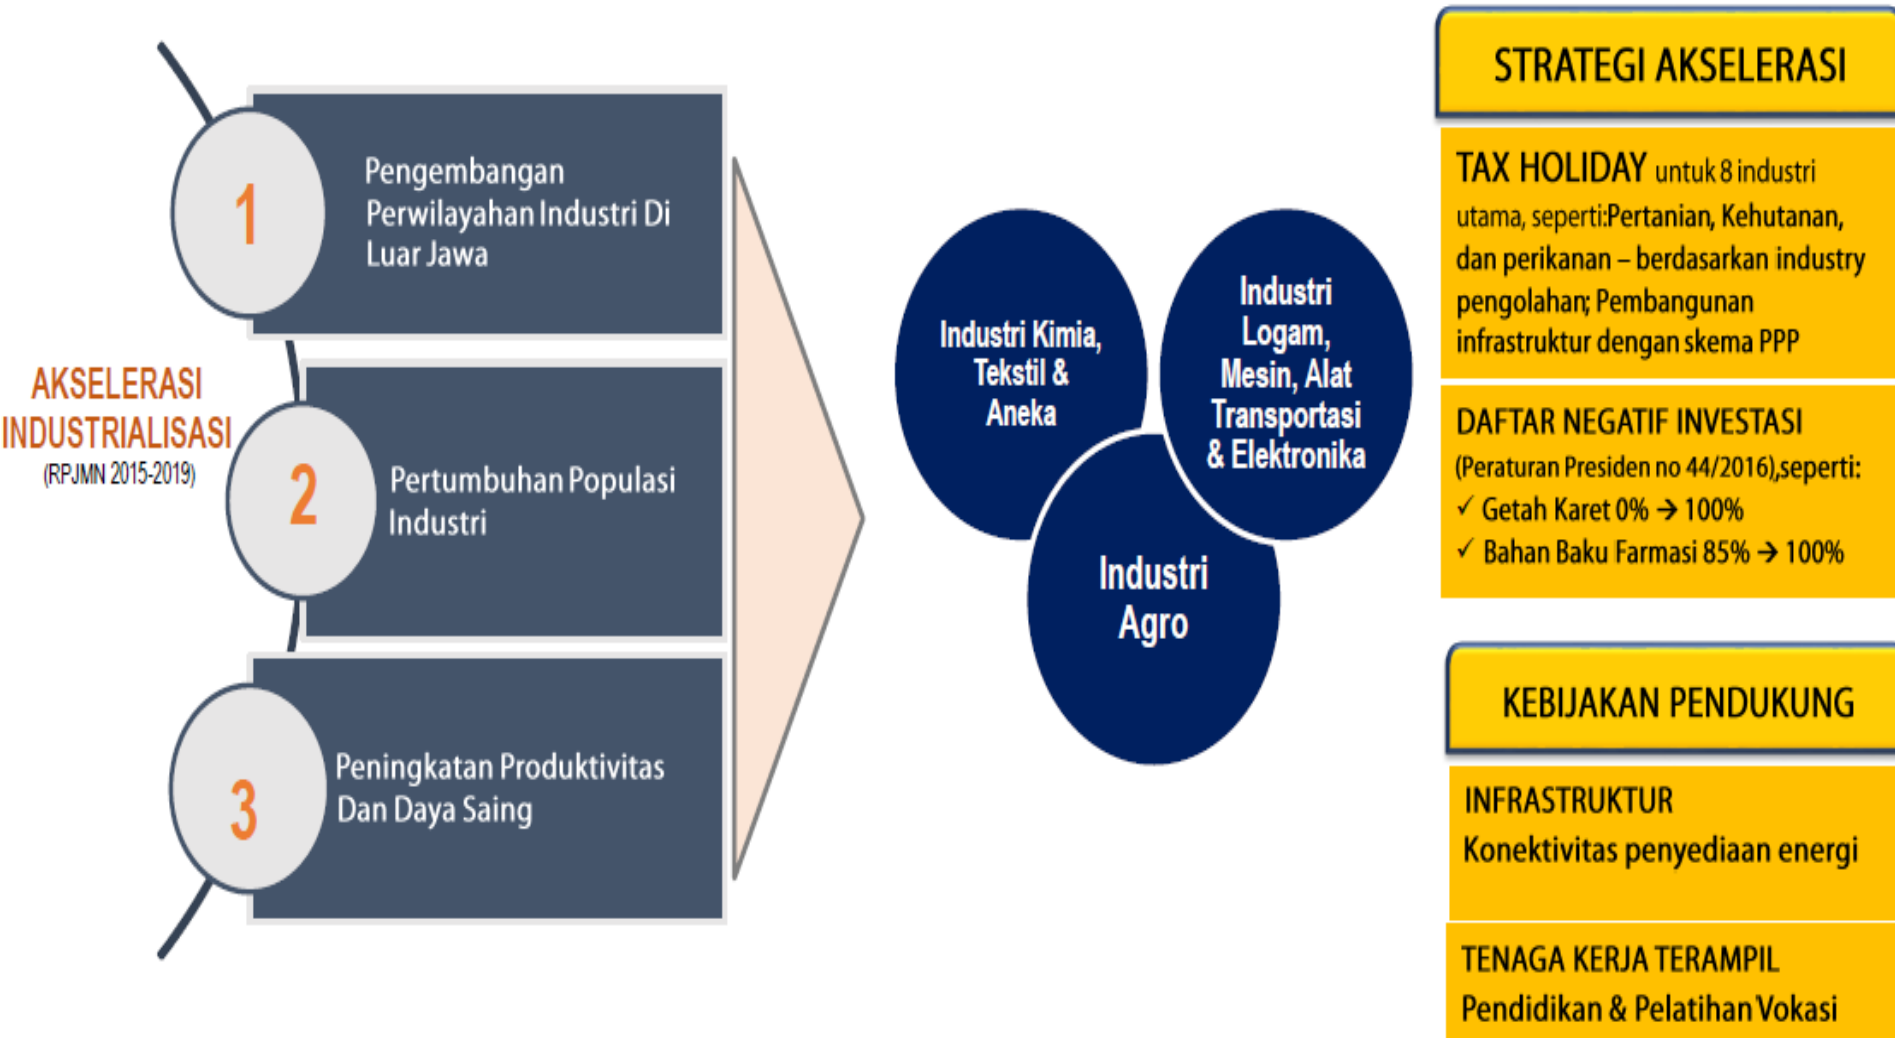 AKSELERASI
INDUSTRIALISASI
(RPJMN 2015-2019)
1
Pengembangan
Perwilayahan Industri Di
Luar Jawa
2
Pertumbuhan Populasi
Industri
3
Peningkatan Produktivitas
Dan Daya Saing
Industri Kimia,
Tekstil &
Aneka
Industri
Logam,
Mesin, Alat
Transportasi
& Elektronika
Industri
Agro
STRATEGI AKSELERASI
TAX HOLIDAY untuk 8 industri
utama, seperti:Pertanian, Kehutanan,
dan perikanan – berdasarkan industry
pengolahan; Pembangunan
infrastruktur dengan skema PPP
DAFTAR NEGATIF INVESTASI
(Peraturan Presiden no 44/2016),seperti:
✓ Getah Karet 0% → 100%
✓ Bahan Baku Farmasi 85% → 100%
KEBIJAKAN PENDUKUNG
INFRASTRUKTUR
Konektivitas penyediaan energi
TENAGA KERJA TERAMPIL
Pendidikan & Pelatihan Vokasi